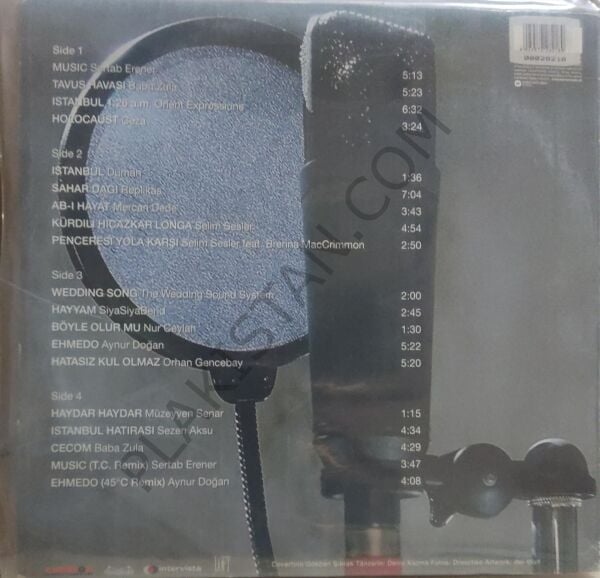 00020210
Side 1
MUSIC Sertab Erener 5:13
TAVUS HAVASI Baba Zula 5:23
ISTANBUL 1:26 a.m. Orient Expressions 6:32
HOLOCAUST Ceza 3:24
Side 2
ISTANBUL Duman 1:36
SAHAR DAGI Replikas 7:04
AB-I HAYAT Mercan Dede 3:43
KÜRDILI HICAZKAR LONGA Selim Sesler 4:54
PENCERESI YOLA KARŞI Selim Sesler feat. Brenna MacCrimmon 2:50
Side 3
WEDDING SONG The Wedding Sound System 2:00
HAYYAM SiyaSiyaBend 2:45
BÖYLE OLUR MU Nur Ceylan 1:30
EHMEDO Aynur Doğan 5:22
HATASIZ KUL OLMAZ Orhan Gencebay 5:20
Side 4
HAYDAR HAYDAR Müzeyyen Senar 1:15
ISTANBUL HATIRASI Sezen Aksu 4:34
CECOM Baba Zula 4:29
MUSIC (T.C. Remix) Sertab Erener 3:47
EHMEDO (45°C Remix) Aynur Doğan 4:08
PLAKISTAN.COM
intervista